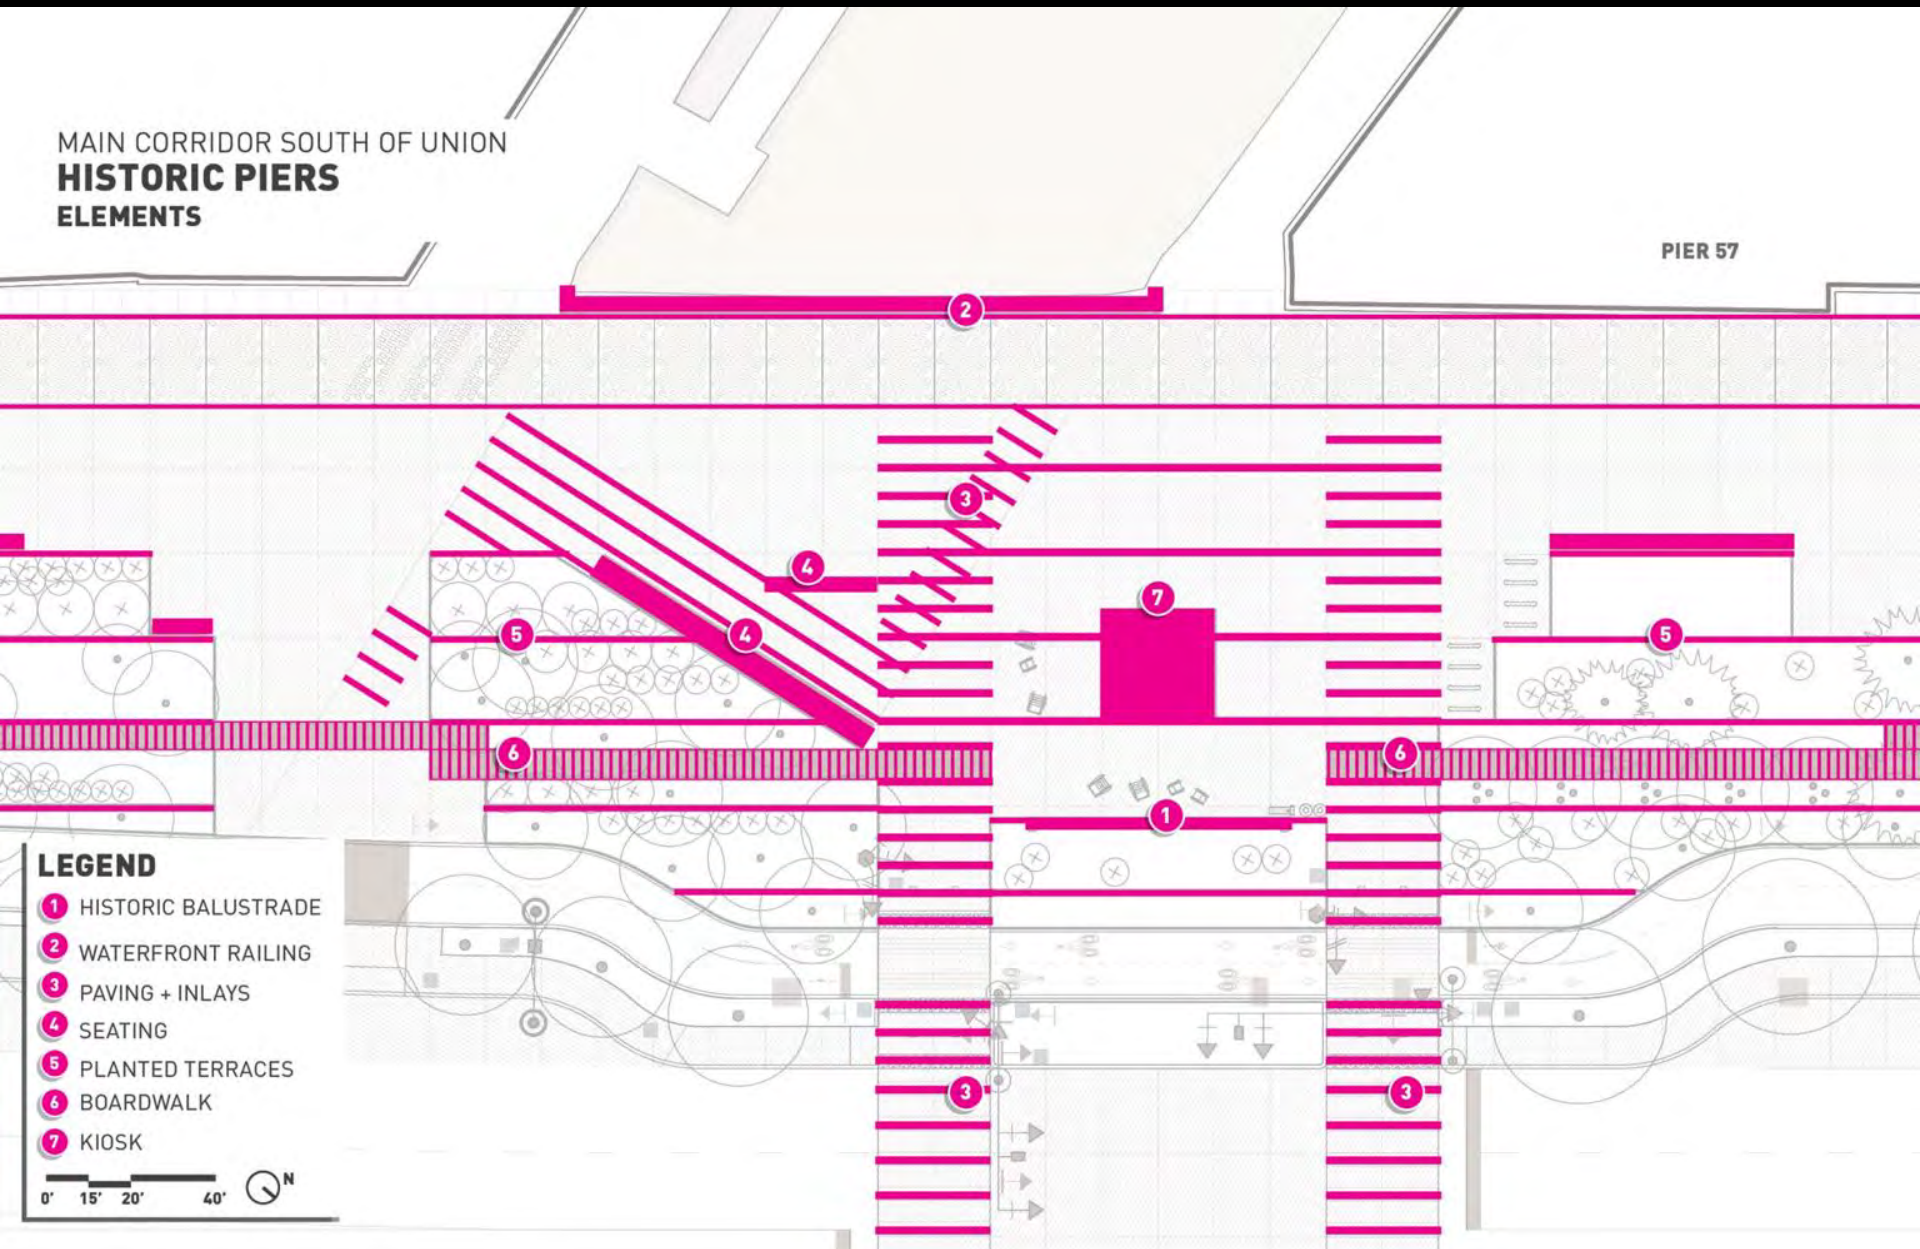 MAIN CORRIDOR SOUTH OF UNION
HISTORIC PIERS
ELEMENTS
PIER 57
2
3
4
7
4
5
5
6
6
1
3
3
LEGEND
1 HISTORIC BALUSTRADE
2 WATERFRONT RAILING
3 PAVING + INLAYS
4 SEATING
5 PLANTED TERRACES
6 BOARDWALK
7 KIOSK
0' 15' 20' 40' N